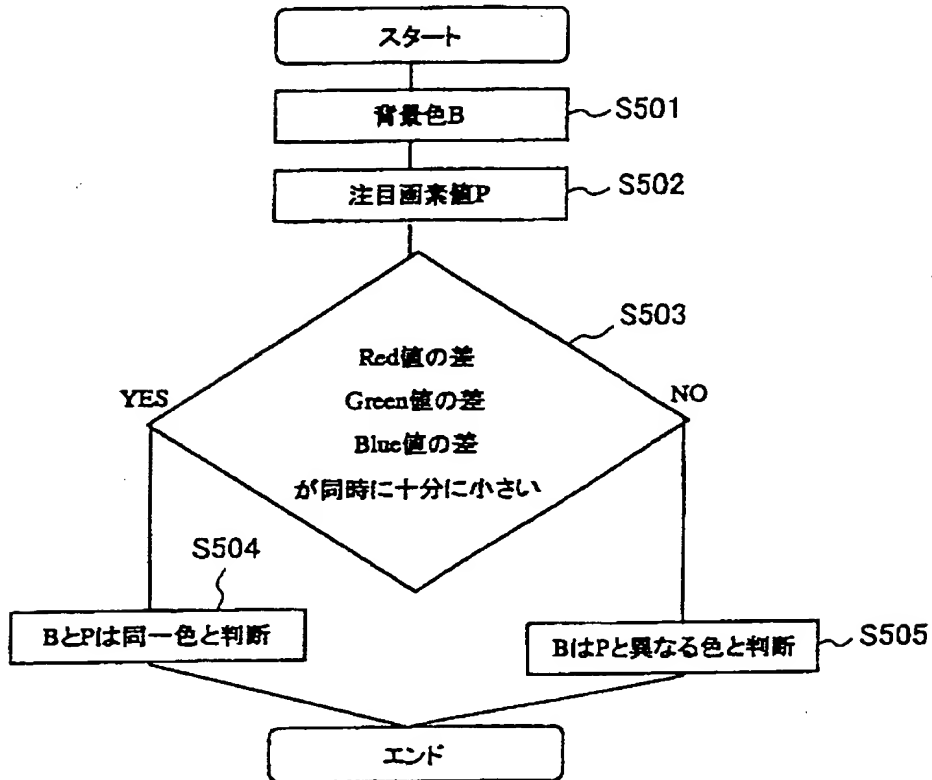 スタート
背景色B
S501
注目画素値P
S502
S503
Red値の差
Green値の差
Blue値の差
が同時に十分に小さい
YES
NO
S504
BとPは同一色と判断
BはPと異なる色と判断
S505
エンド